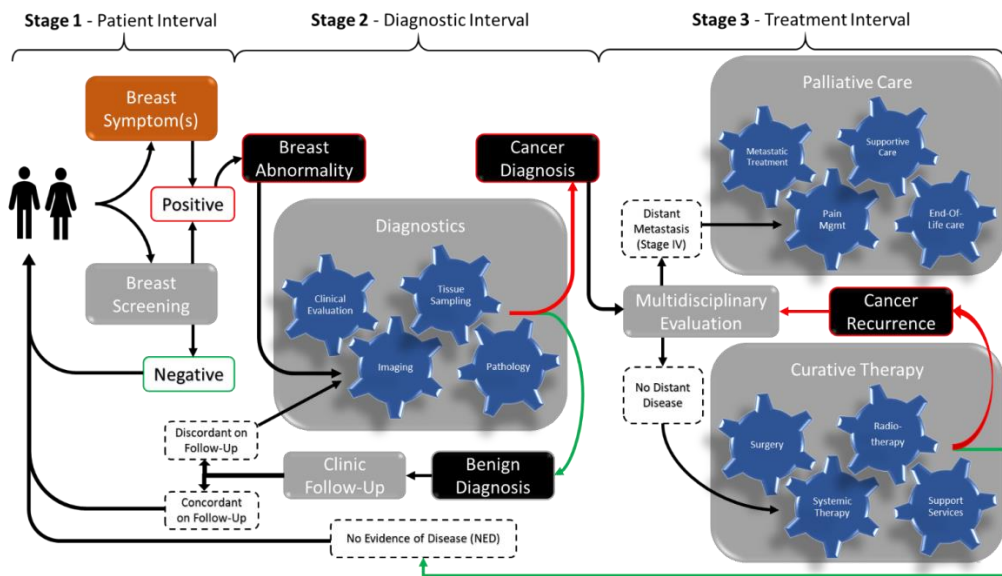 Stage 1 - Patient Interval
Stage 2 - Diagnostic Interval
Stage 3 - Treatment Interval
Breast
Symptom(s)
Positive
Breast
Screening
Negative
Breast
Abnormality
Diagnostics
Clinical
Evaluation
Tissue
Sampling
Imaging
Pathology
Cancer
Diagnosis
Discordant on
Follow-Up
Concordant
on Follow-Up
Clinic
Follow-Up
Benign
Diagnosis
No Evidence of Disease (NED)
Palliative Care
Metastatic
Treatment
Supportive
Care
Pain
Mgmt
End-Of-
Life care
Distant
Metastasis
(Stage IV)
Multidisciplinary
Evaluation
Cancer
Recurrence
No Distant
Disease
Curative Therapy
Surgery
Radio-
therapy
Systemic
Therapy
Support
Services